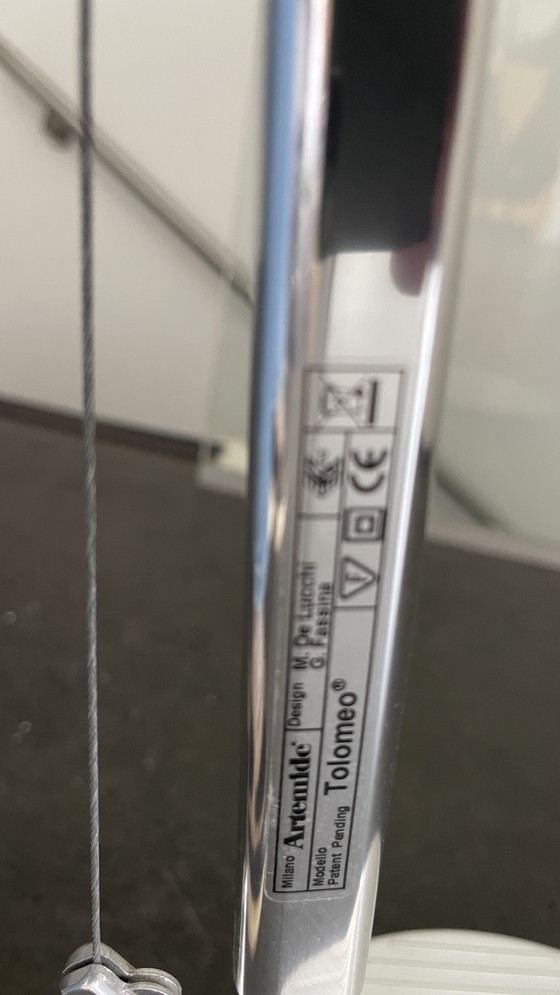 Milano Artemide®
Design M. De Lucchi
G. Fassina
Modello
Patent Pending
Tolomeo®
F
CE